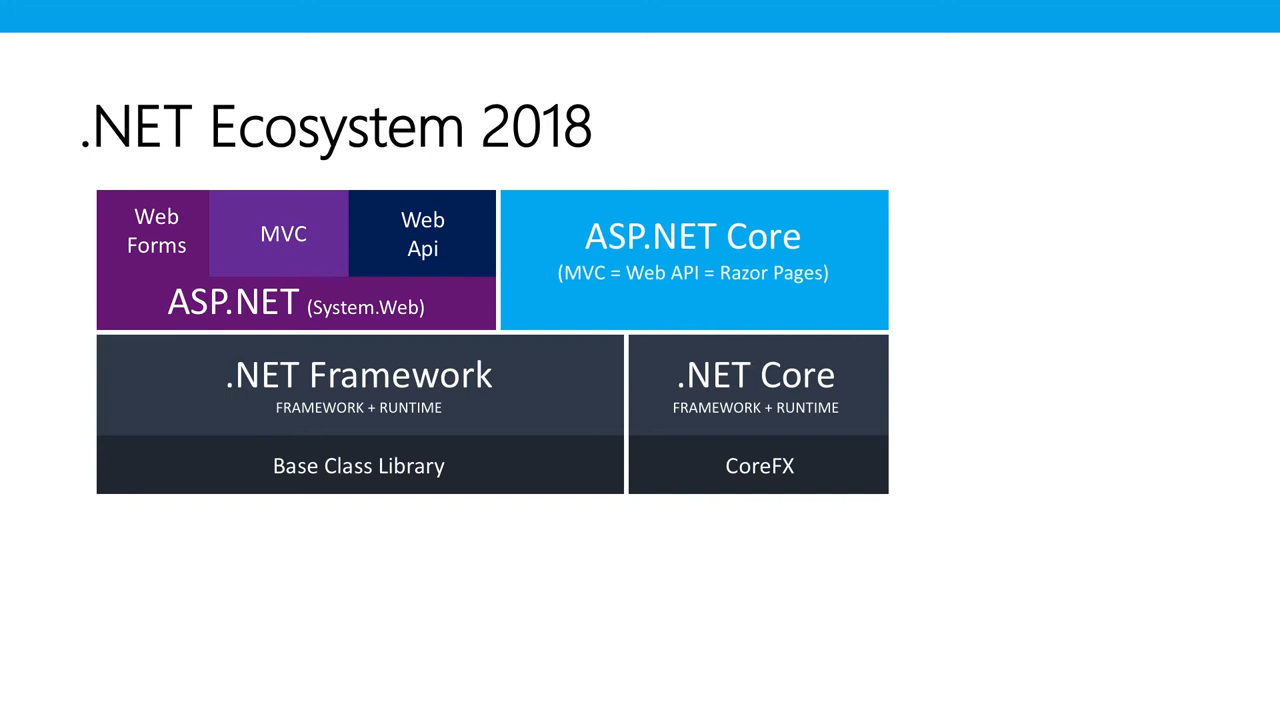 .NET Ecosystem 2018
Web
Forms
MVC
Web
Api
ASP.NET (System.Web)
ASP.NET Core
(MVC = Web API = Razor Pages)
.NET Framework
FRAMEWORK + RUNTIME
Base Class Library
.NET Core
FRAMEWORK + RUNTIME
CoreFX